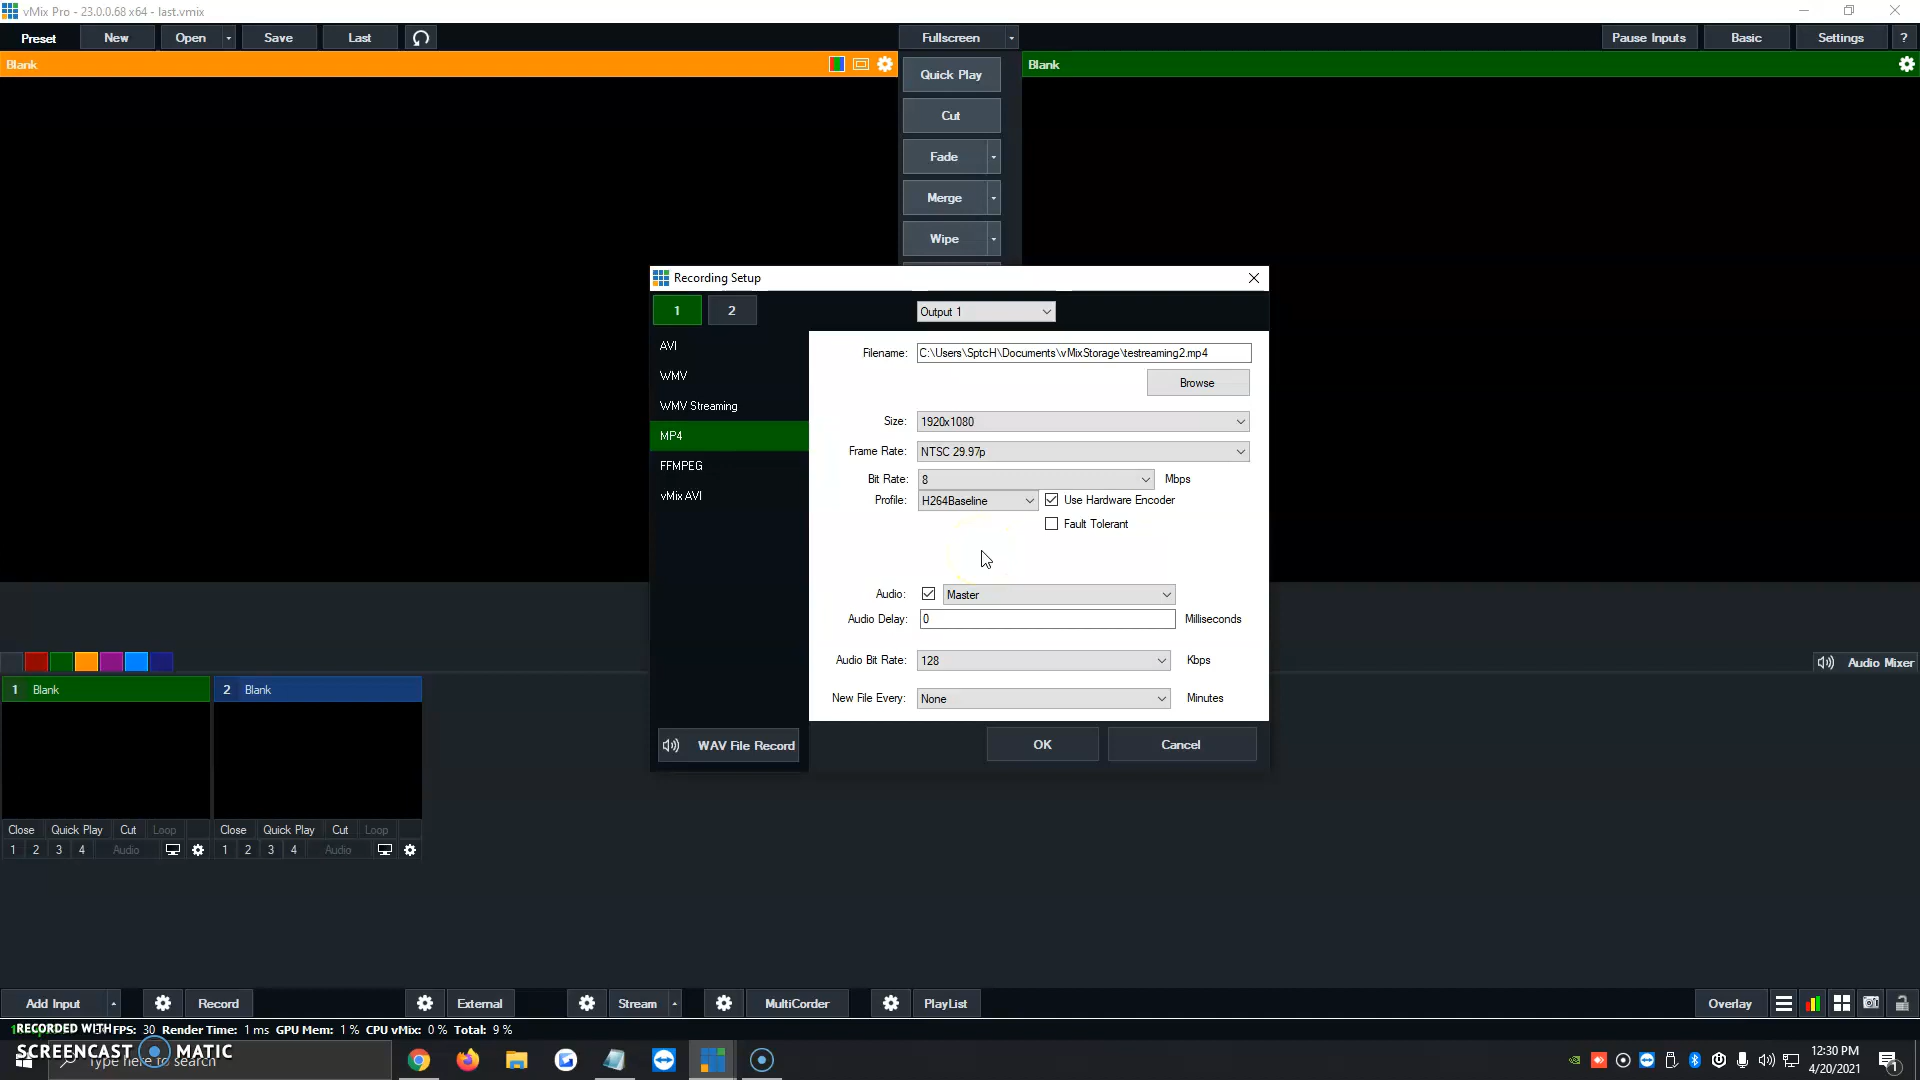 vMix Pro - 23.0.0.68 x64 - last.vmix
Preset New Open Save Last Fullscreen Pause Inputs Basic Settings ?
Blank Blank
Quick Play
Cut
Fade
Merge
Wipe
Recording Setup
1 2 Output 1
AVI
WMV
WMV Streaming
MP4
FFMPEG
vMix AVI
Filename: C:\Users\SptcH\Documents\vMixStorage\testreaming2.mp4
Browse
Size: 1920x1080
Frame Rate: NTSC 29.97p
Bit Rate: 8 Mbps
Profile: H264Baseline Use Hardware Encoder
Fault Tolerant
Audio: Master
Audio Delay: 0 Milliseconds
Audio Bit Rate: 128 Kbps
New File Every: None Minutes
WAV File Record OK Cancel
Audio Mixer
1 Blank 2 Blank
Close Quick Play Cut Loop Close Quick Play Cut Loop
1 2 3 4 Audio 1 2 3 4 Audio
Add Input Record External Stream MultiCorder PlayList Overlay
FPS: 30 Render Time: 1 ms GPU Mem: 1 % CPU vMix: 0 % Total: 9 %
RECORDED WITH
SCREENCAST MATIC
Type here to search
12:30 PM
4/20/2021
1